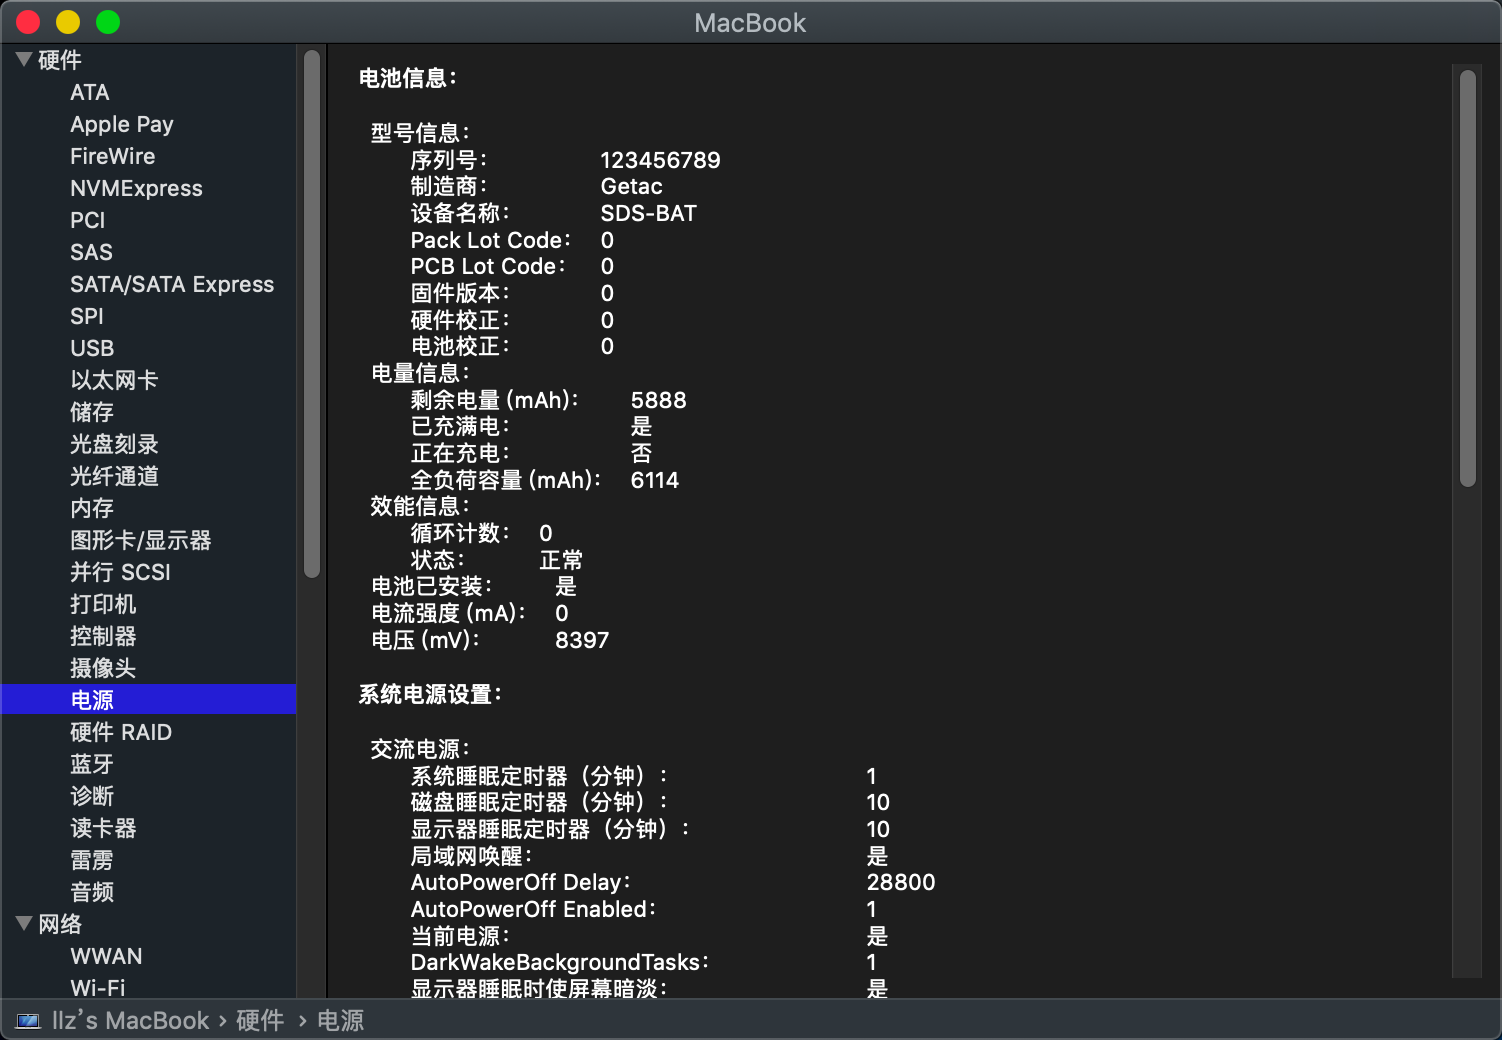 MacBook
硬件
ATA
Apple Pay
FireWire
NVMExpress
PCI
SAS
SATA/SATA Express
SPI
USB
以太网卡
储存
光盘刻录
光纤通道
内存
图形卡/显示器
并行 SCSI
打印机
控制器
摄像头
电源
硬件 RAID
蓝牙
诊断
读卡器
雷雳
音频
网络
WWAN
Wi-Fi
电池信息：
型号信息：
序列号： 123456789
制造商： Getac
设备名称： SDS-BAT
Pack Lot Code： 0
PCB Lot Code： 0
固件版本： 0
硬件校正： 0
电池校正： 0
电量信息：
剩余电量 (mAh)： 5888
已充满电： 是
正在充电： 否
全负荷容量 (mAh)： 6114
效能信息：
循环计数： 0
状态： 正常
电池已安装： 是
电流强度 (mA)： 0
电压 (mV)： 8397
系统电源设置：
交流电源：
系统睡眠定时器（分钟）： 1
磁盘睡眠定时器（分钟）： 10
显示器睡眠定时器（分钟）： 10
局域网唤醒： 是
AutoPowerOff Delay： 28800
AutoPowerOff Enabled： 1
当前电源： 是
DarkWakeBackgroundTasks： 1
显示器睡眠时使屏幕暗淡： 是
llz’s MacBook › 硬件 › 电源